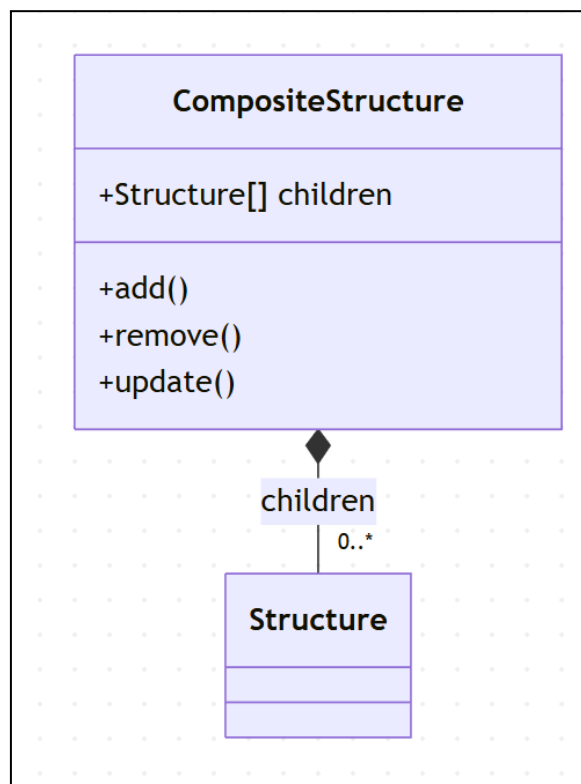 CompositeStructure
+Structure[] children
+add()
+remove()
+update()
children
0..*
Structure